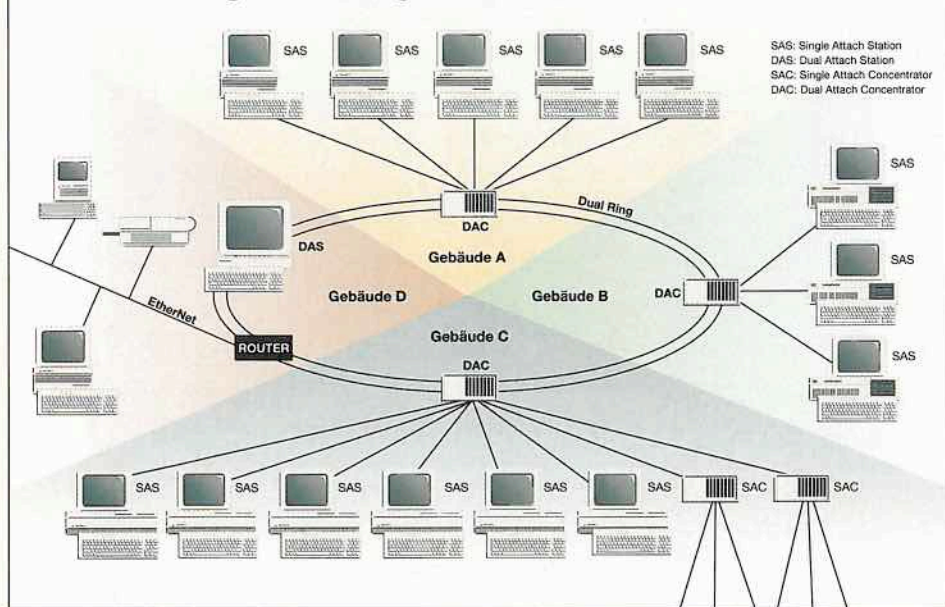 SAS
SAS
SAS
SAS
SAS
SAS: Single Attach Station
DAS: Dual Attach Station
SAC: Single Attach Concentrator
DAC: Dual Attach Concentrator
SAS
Dual Ring
DAC
DAS
Gebäude A
SAS
Gebäude D
Gebäude B
DAC
EtherNet
Gebäude C
ROUTER
DAC
SAS
SAS
SAS
SAS
SAS
SAS
SAS
SAC
SAC